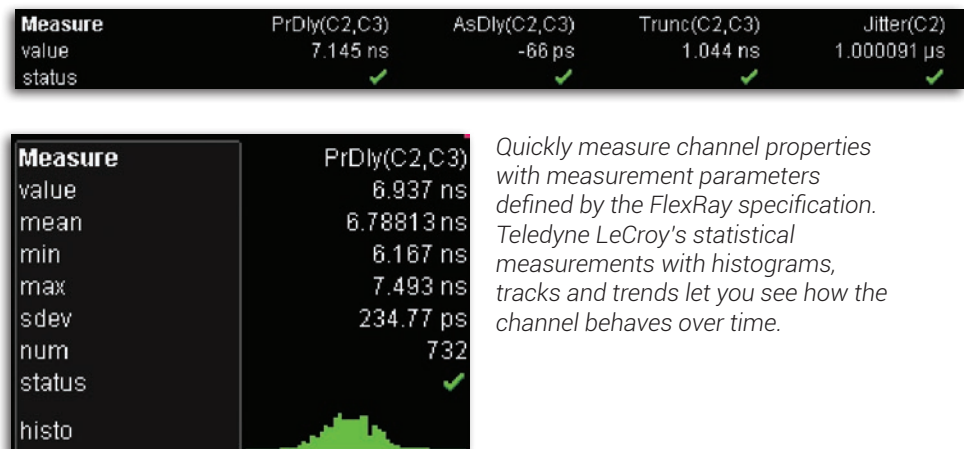 Measure PrDly(C2,C3) AsDly(C2,C3) Trunc(C2,C3) Jitter(C2)
value 7.145 ns -66 ps 1.044 ns 1.000091 µs
status ✔ ✔ ✔ ✔
Measure PrDly(C2,C3)
value 6.937 ns
mean 6.78813 ns
min 6.167 ns
max 7.493 ns
sdev 234.77 ps
num 732
status ✔
histo
Quickly measure channel properties
with measurement parameters
defined by the FlexRay specification.
Teledyne LeCroy's statistical
measurements with histograms,
tracks and trends let you see how the
channel behaves over time.